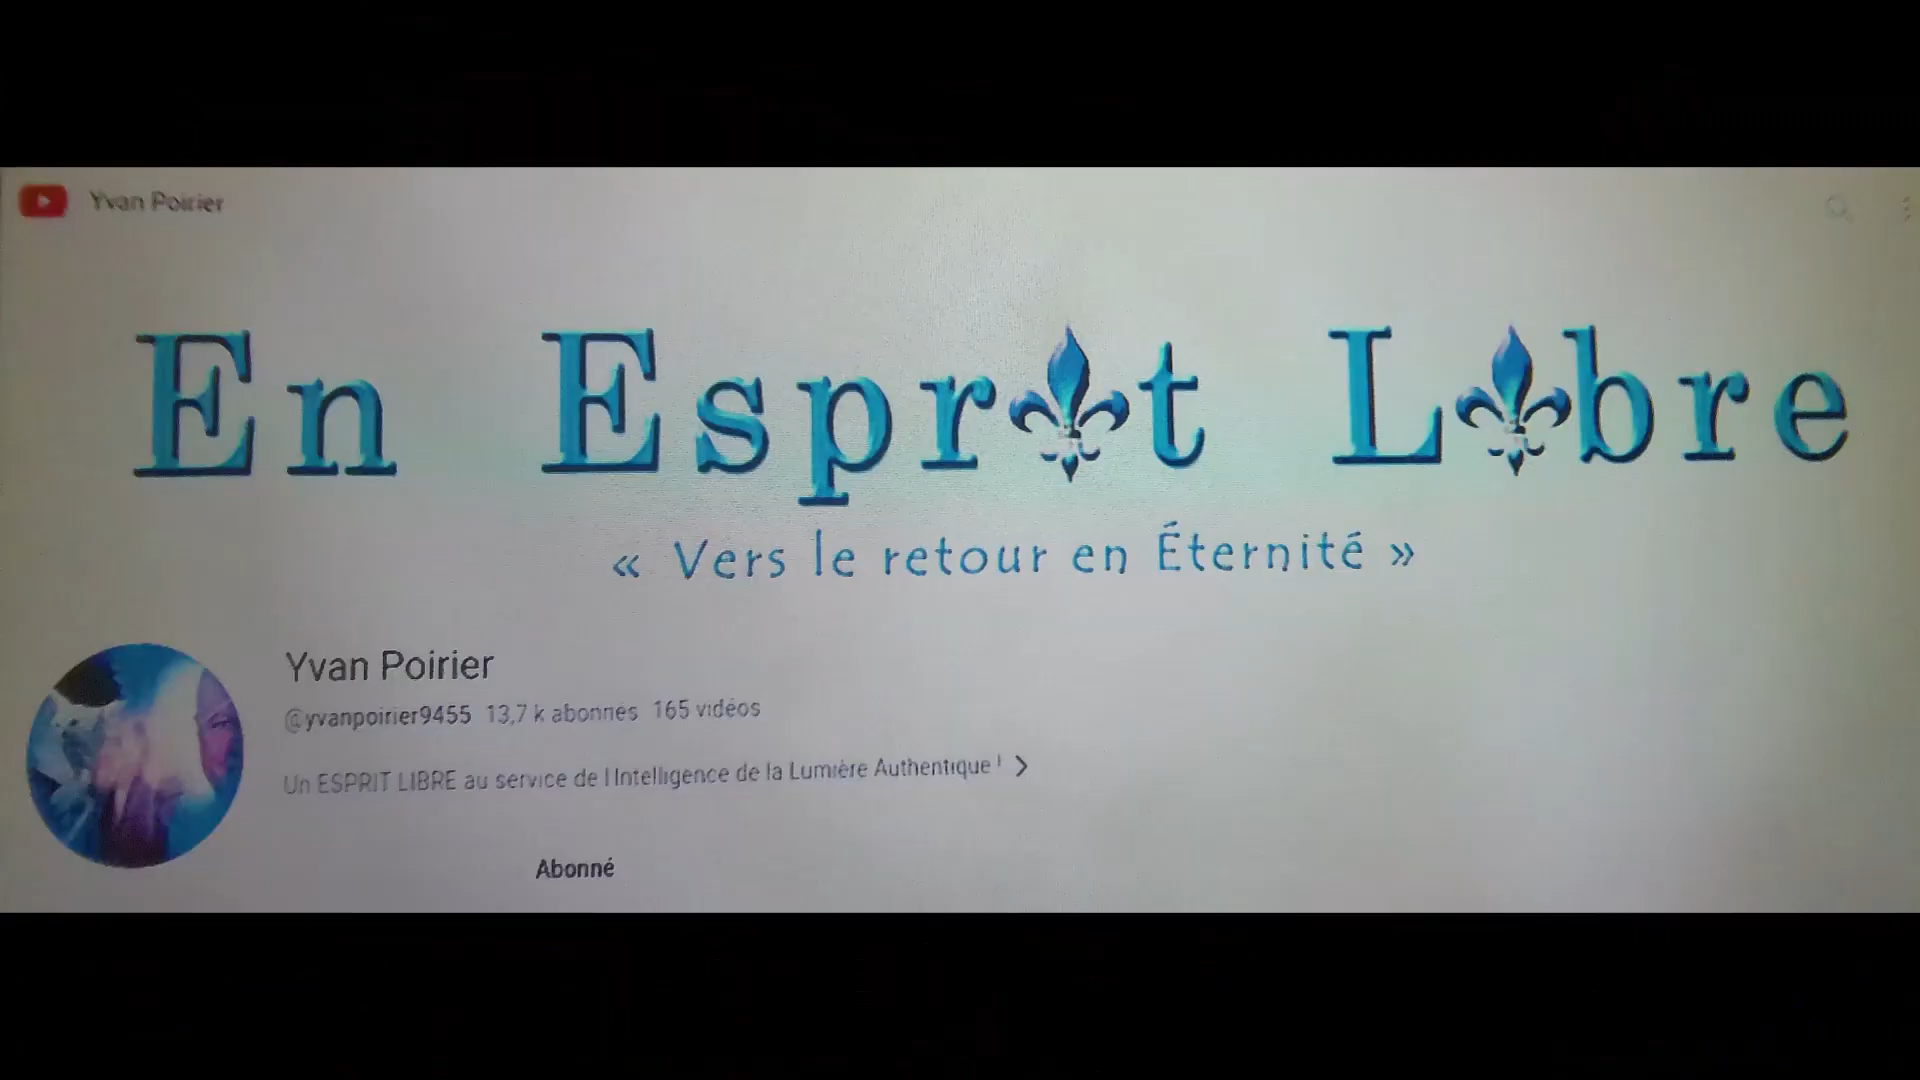 Yvan Poirier
En Esprit Libre
« Vers le retour en Éternité »
Yvan Poirier
@yvanpoirier9455 13,7 k abonnés 165 vidéos
Un ESPRIT LIBRE au service de l'Intelligence de la Lumière Authentique !
Abonné